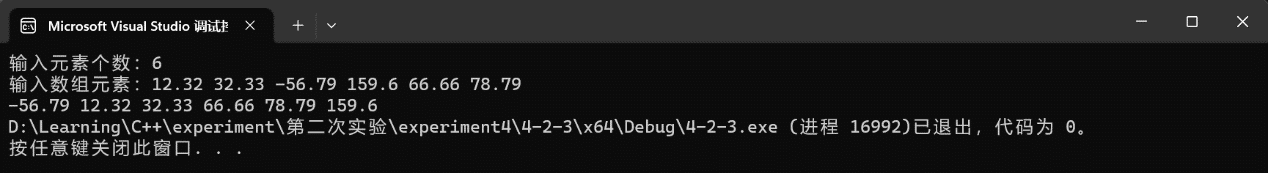 Microsoft Visual Studio 调试控
输入元素个数：6
输入数组元素：12.32 32.33 -56.79 159.6 66.66 78.79
-56.79 12.32 32.33 66.66 78.79 159.6
D:\Learning\C++\experiment\第二次实验\experiment4\4-2-3\x64\Debug\4-2-3.exe (进程 16992)已退出，代码为 0。
按任意键关闭此窗口. . .